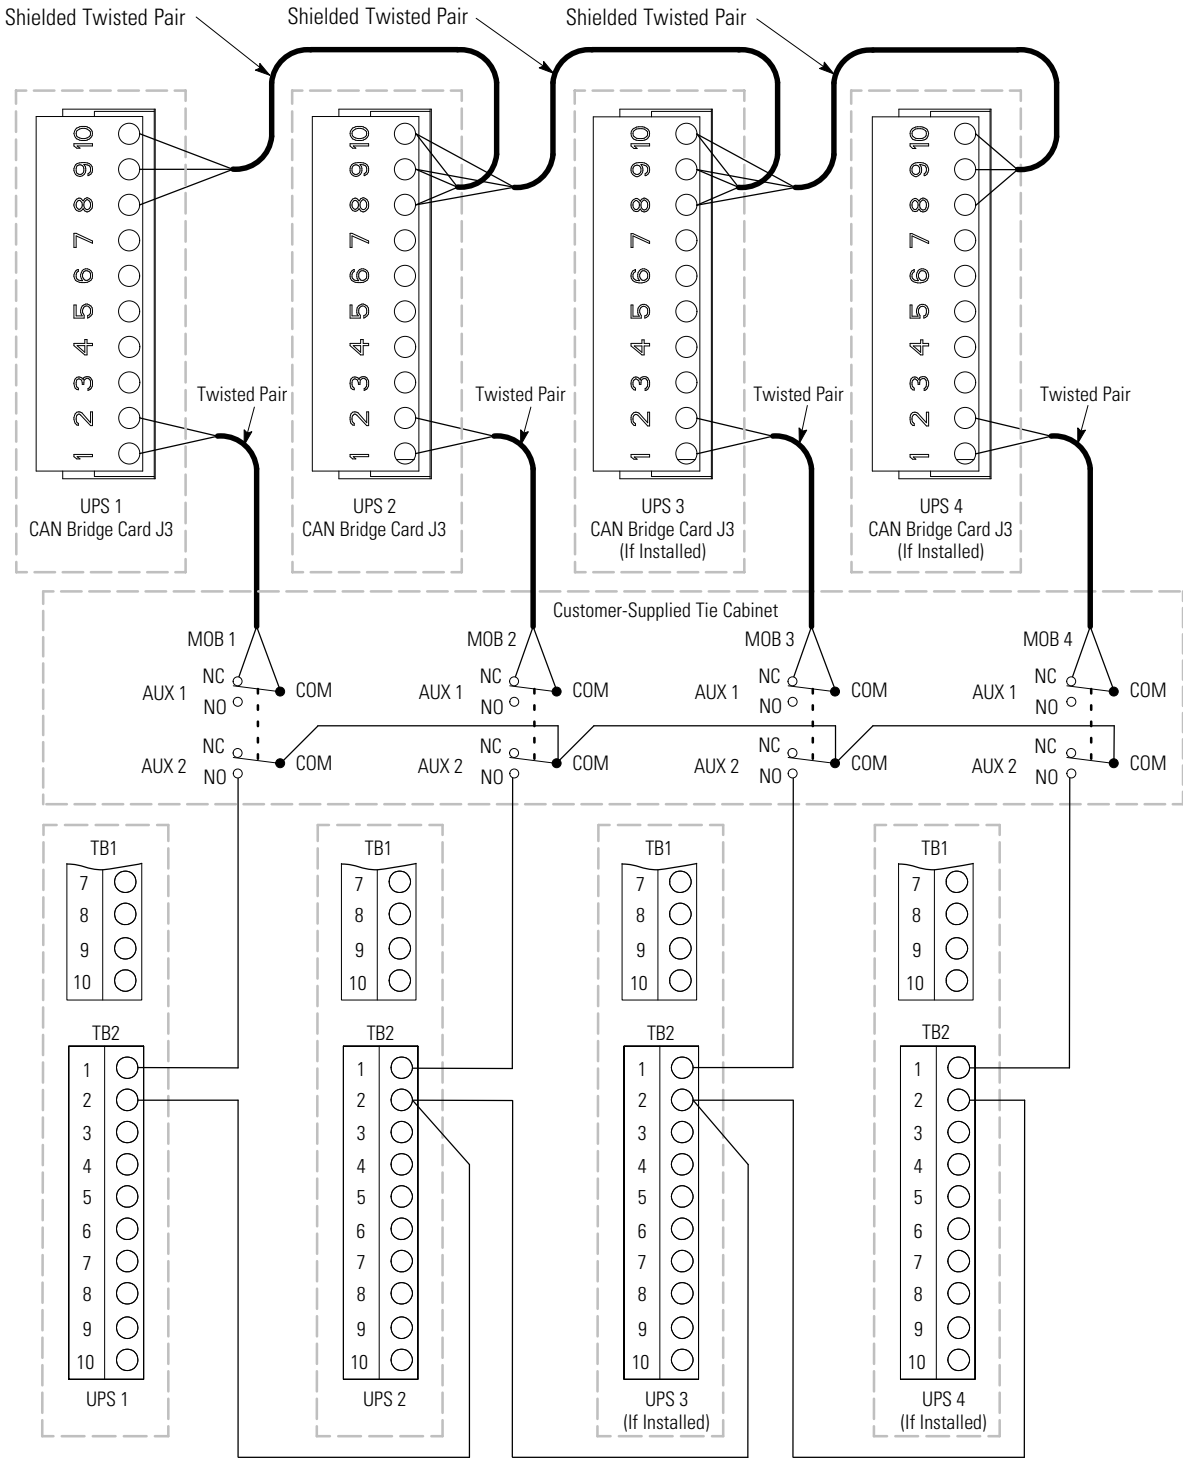 Shielded Twisted Pair
Shielded Twisted Pair
Shielded Twisted Pair
10
9
8
7
6
5
4
3
2
1
10
9
8
7
6
5
4
3
2
1
10
9
8
7
6
5
4
3
2
1
10
9
8
7
6
5
4
3
2
1
Twisted Pair
Twisted Pair
Twisted Pair
Twisted Pair
UPS 1
CAN Bridge Card J3
UPS 2
CAN Bridge Card J3
UPS 3
CAN Bridge Card J3
(If Installed)
UPS 4
CAN Bridge Card J3
(If Installed)
Customer-Supplied Tie Cabinet
MOB 1
NC
AUX 1
COM
NO
NC
AUX 2
COM
NO
MOB 2
NC
AUX 1
COM
NO
NC
AUX 2
COM
NO
MOB 3
NC
AUX 1
COM
NO
NC
AUX 2
COM
NO
MOB 4
NC
AUX 1
COM
NO
NC
AUX 2
COM
NO
TB1
7
8
9
10
TB1
7
8
9
10
TB1
7
8
9
10
TB1
7
8
9
10
TB2
1
2
3
4
5
6
7
8
9
10
UPS 1
TB2
1
2
3
4
5
6
7
8
9
10
UPS 2
TB2
1
2
3
4
5
6
7
8
9
10
UPS 3
(If Installed)
TB2
1
2
3
4
5
6
7
8
9
10
UPS 4
(If Installed)